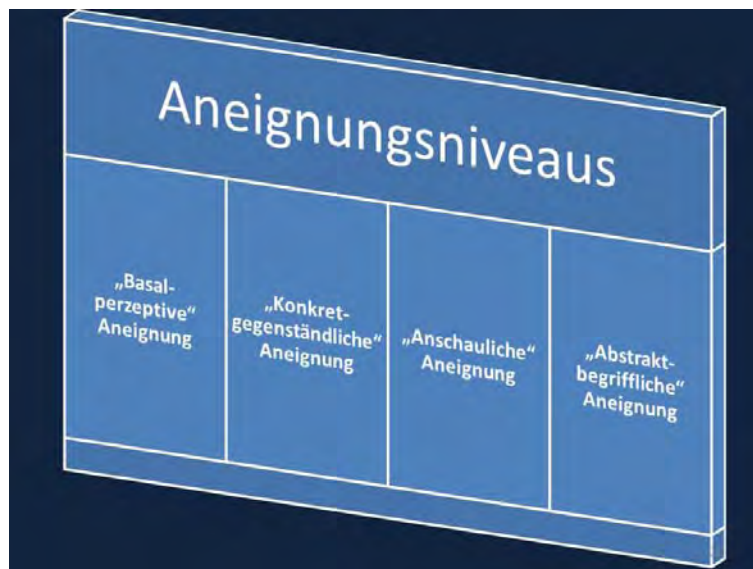 Aneignungsniveaus
„Basal-
perzeptive“
Aneignung
„Konkret-
gegenständliche“
Aneignung
„Anschauliche“
Aneignung
„Abstrakt-
begriffliche“
Aneignung